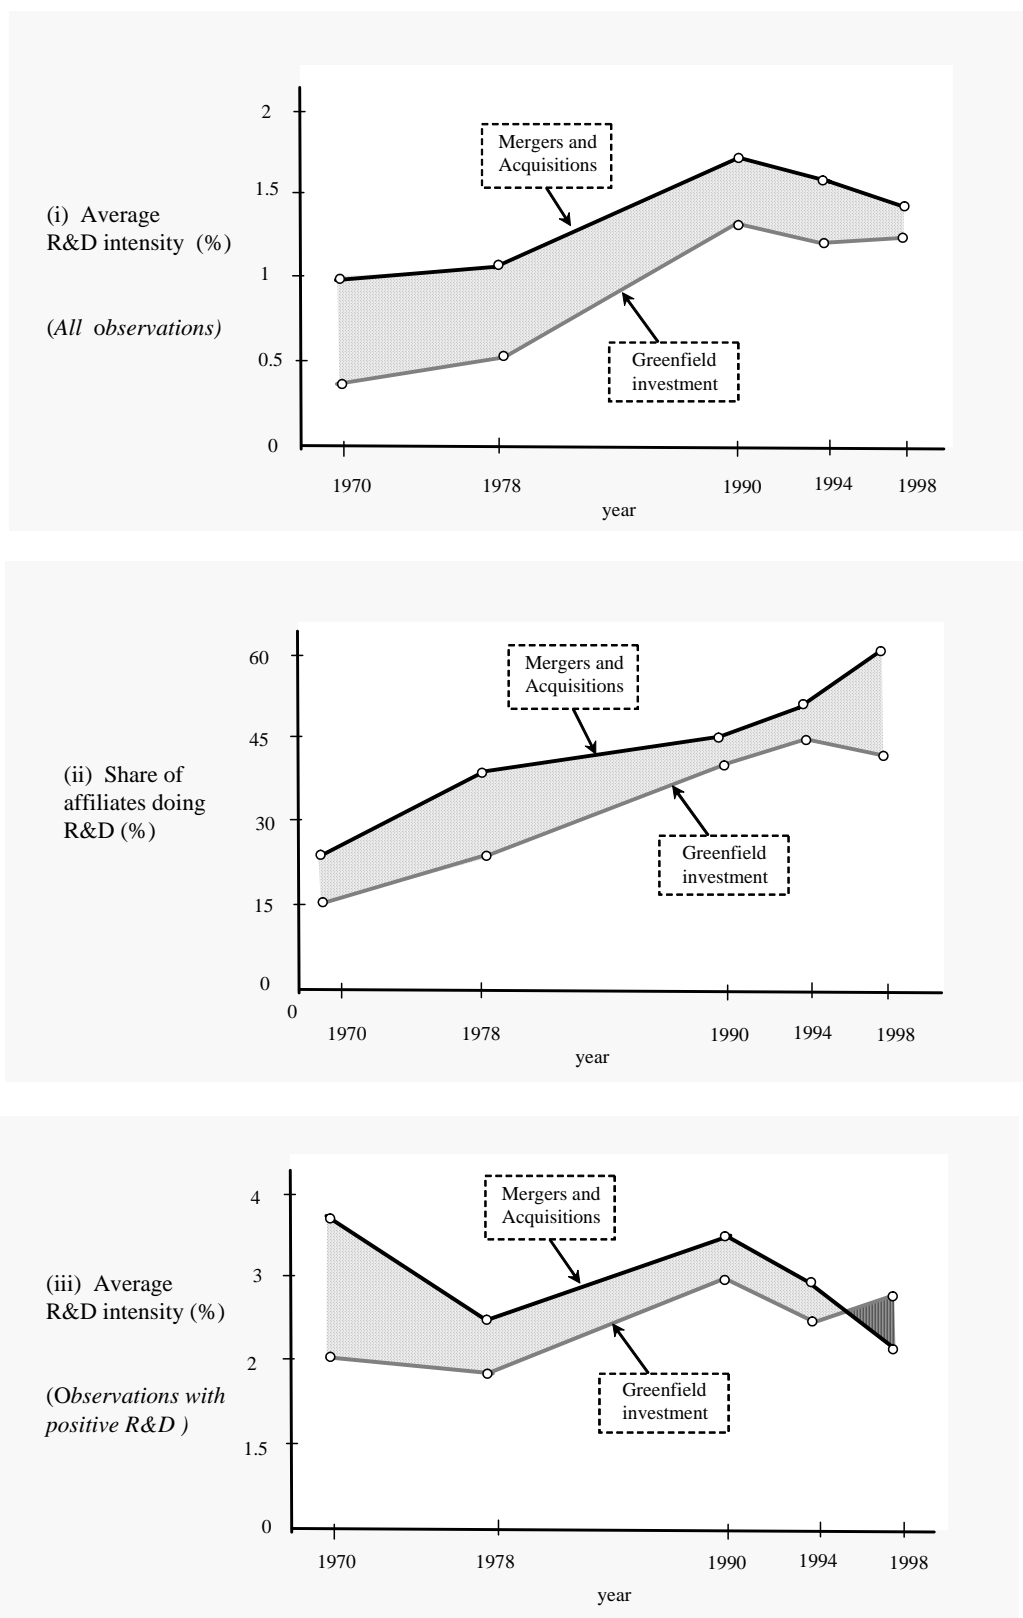 2
Mergers and
Acquisitions
1.5
(i) Average
R&D intensity (%)
1
(All observations)
0.5
Greenfield
investment
0
1970
1978
1990
1994
1998
year
60
Mergers and
Acquisitions
45
(ii) Share of
affiliates doing
R&D (%)
30
Greenfield
investment
15
0
0
1970
1978
1990
1994
1998
year
4
Mergers and
Acquisitions
3
(iii) Average
R&D intensity (%)
2
(Observations with
positive R&D )
Greenfield
investment
1.5
0
1970
1978
1990
1994
1998
year